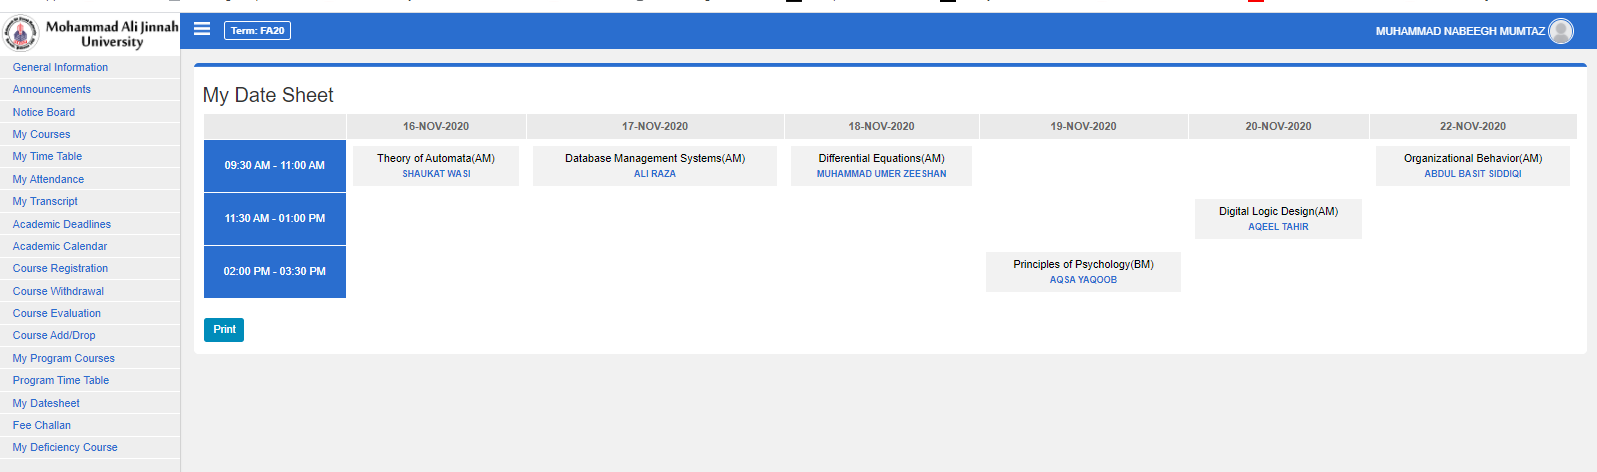 Mohammad Ali Jinnah
University
Term: FA20
MUHAMMAD NABEEGH MUMTAZ
General Information
Announcements
Notice Board
My Courses
My Time Table
My Attendance
My Transcript
Academic Deadlines
Academic Calendar
Course Registration
Course Withdrawal
Course Evaluation
Course Add/Drop
My Program Courses
Program Time Table
My Datesheet
Fee Challan
My Deficiency Course
My Date Sheet
16-NOV-2020 17-NOV-2020 18-NOV-2020 19-NOV-2020 20-NOV-2020 22-NOV-2020
09:30 AM - 11:00 AM
Theory of Automata(AM)
SHAUKAT WASI
Database Management Systems(AM)
ALI RAZA
Differential Equations(AM)
MUHAMMAD UMER ZEESHAN
Organizational Behavior(AM)
ABDUL BASIT SIDDIQI
11:30 AM - 01:00 PM
Digital Logic Design(AM)
AQEEL TAHIR
02:00 PM - 03:30 PM
Principles of Psychology(BM)
AQSA YAQOOB
Print